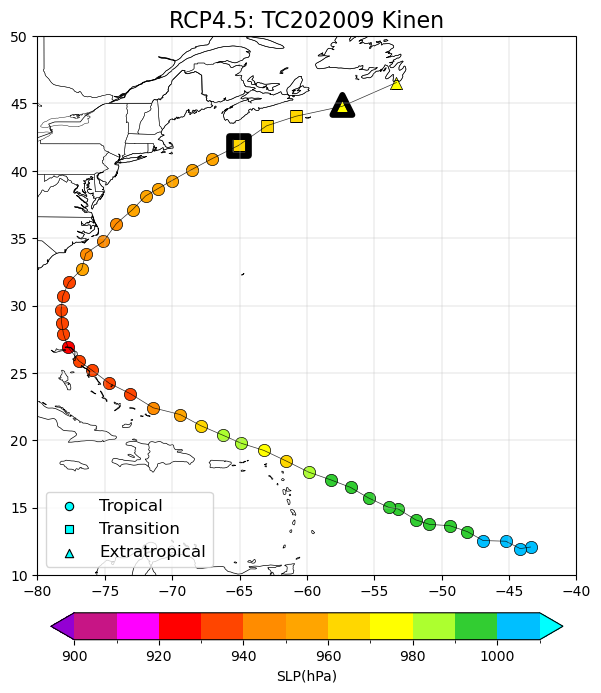 RCP4.5: TC202009 Kinen
50
45
40
35
30
25
20
15
10
Tropical
Transition
Extratropical
−80 −75 −70 −65 −60 −55 −50 −45 −40
900 920 940 960 980 1000
SLP(hPa)